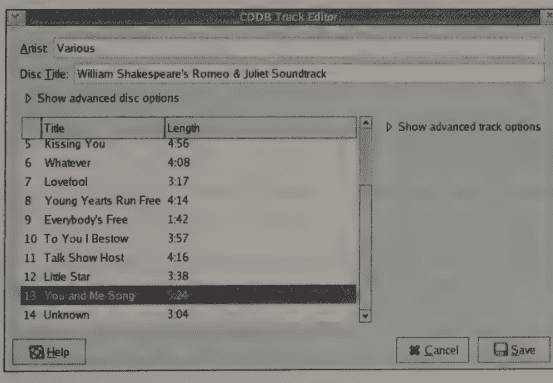 CDDB Track Editor
Artist: Various
Disc Title: William Shakespeare's Romeo & Juliet Soundtrack
Show advanced disc options
Title Length
5 Kissing You 4:56
6 Whatever 4:08
7 Lovefool 3:17
8 Young Yearts Run Free 4:14
9 Everybody's Free 1:42
10 To You I Bestow 3:57
11 Talk Show Host 4:16
12 Little Star 3:38
13 You and Me Song 5:24
14 Unknown 3:04
Show advanced track options
Help
Cancel
Save